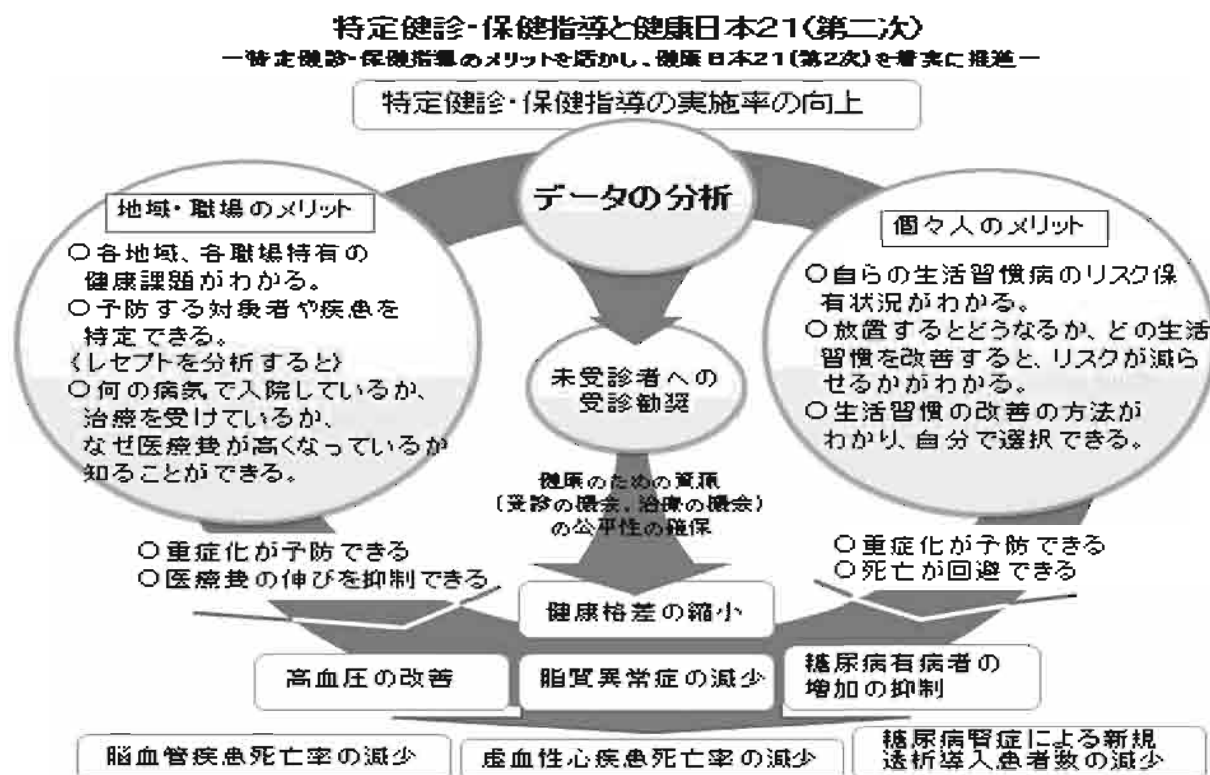 特定健診・保健指導と健康日本21(第二次)
－特定健診・保健指導のメリットを活かし、健康日本21(第2次)を着実に推進－
特定健診・保健指導の実施率の向上
データの分析
地域・職場のメリット
○各地域、各職場特有の
健康課題がわかる。
○予防する対象者や疾患を
特定できる。
〈レセプトを分析すると〉
○何の病気で入院しているか、
治療を受けているか、
なぜ医療費が高くなっているか
知ることができる。
個々人のメリット
○自らの生活習慣病のリスク保
有状況がわかる。
○放置するとどうなるか、どの生活
習慣を改善すると、リスクが減ら
せるかがわかる。
○生活習慣の改善の方法が
わかり、自分で選択できる。
未受診者への
受診勧奨
健康のための資源
(受診の機会、治療の機会)
の公平性の確保
○重症化が予防できる
○医療費の伸びを抑制できる
○重症化が予防できる
○死亡が回避できる
健康格差の縮小
高血圧の改善
脂質異常症の減少
糖尿病有病者の
増加の抑制
脳血管疾患死亡率の減少
虚血性心疾患死亡率の減少
糖尿病腎症による新規
透析導入患者数の減少